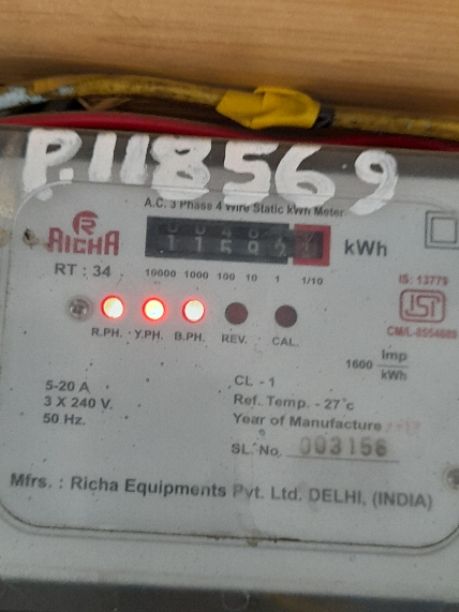 P.118569
A.C. 3 Phase 4 Wire Static kWh Meter
RICHA
kWh
RT : 34
10000 1000 100 10 1 1/10
IS: 13779
ISI
R.PH. Y.PH. B.PH. REV. CAL.
1600 Imp/kWh
5-20 A
3 X 240 V.
50 Hz.
CL - 1
Ref. Temp. - 27°c
Year of Manufacture
SL. No. 003156
Mfrs. : Richa Equipments Pvt. Ltd. DELHI, (INDIA)